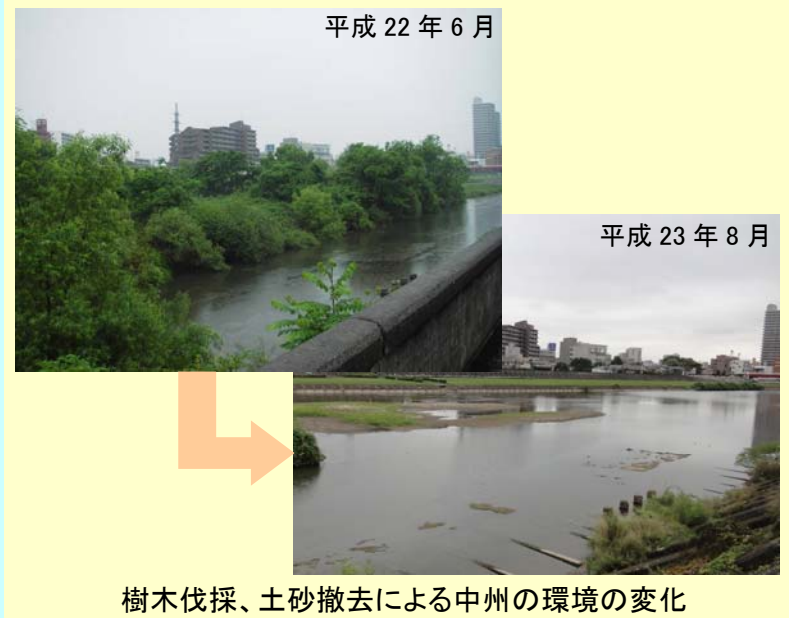 平成 22 年 6 月
平成 23 年 8 月
樹木伐採、土砂撤去による中州の環境の変化